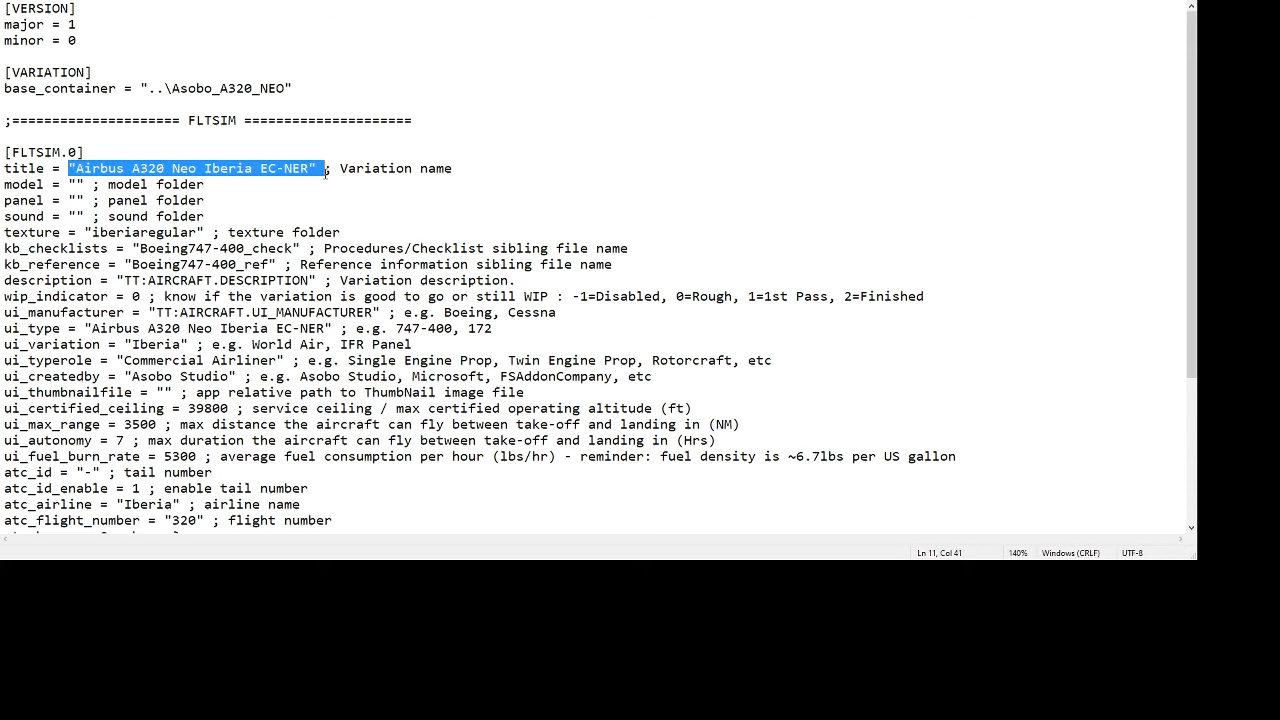 [VERSION]
major = 1
minor = 0
[VARIATION]
base_container = "..\Asobo_A320_NEO"
;===================== FLTSIM =====================
[FLTSIM.0]
title = "Airbus A320 Neo Iberia EC-NER" ; Variation name
model = "" ; model folder
panel = "" ; panel folder
sound = "" ; sound folder
texture = "iberiaregular" ; texture folder
kb_checklists = "Boeing747-400_check" ; Procedures/Checklist sibling file name
kb_reference = "Boeing747-400_ref" ; Reference information sibling file name
description = "TT:AIRCRAFT.DESCRIPTION" ; Variation description.
wip_indicator = 0 ; know if the variation is good to go or still WIP : -1=Disabled, 0=Rough, 1=1st Pass, 2=Finished
ui_manufacturer = "TT:AIRCRAFT.UI_MANUFACTURER" ; e.g. Boeing, Cessna
ui_type = "Airbus A320 Neo Iberia EC-NER" ; e.g. 747-400, 172
ui_variation = "Iberia" ; e.g. World Air, IFR Panel
ui_typerole = "Commercial Airliner" ; e.g. Single Engine Prop, Twin Engine Prop, Rotorcraft, etc
ui_createdby = "Asobo Studio" ; e.g. Asobo Studio, Microsoft, FSAddonCompany, etc
ui_thumbnailfile = "" ; app relative path to ThumbNail image file
ui_certified_ceiling = 39800 ; service ceiling / max certified operating altitude (ft)
ui_max_range = 3500 ; max distance the aircraft can fly between take-off and landing in (NM)
ui_autonomy = 7 ; max duration the aircraft can fly between take-off and landing in (Hrs)
ui_fuel_burn_rate = 5300 ; average fuel consumption per hour (lbs/hr) - reminder: fuel density is ~6.7lbs per US gallon
atc_id = "-" ; tail number
atc_id_enable = 1 ; enable tail number
atc_airline = "Iberia" ; airline name
atc_flight_number = "320" ; flight number
Ln 11, Col 41 140% Windows (CRLF) UTF-8